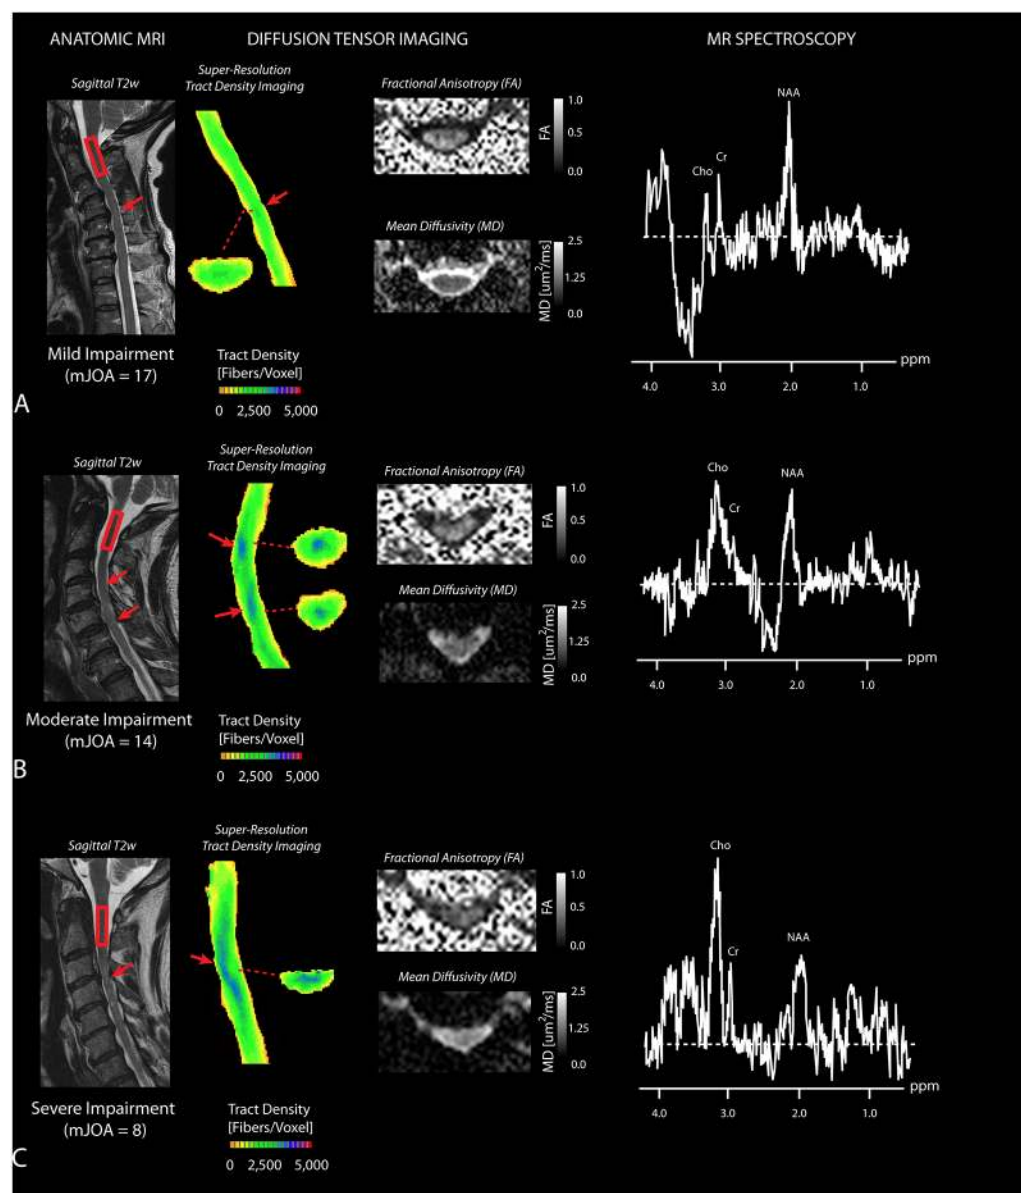 ANATOMIC MRI
DIFFUSION TENSOR IMAGING
MR SPECTROSCOPY
Sagittal T2w
Super-Resolution
Tract Density Imaging
Fractional Anisotropy (FA)
1.0
0.5
0.0
FA
Mean Diffusivity (MD)
2.5
1.25
0.0
MD [um²/ms]
NAA
Cho
Cr
ppm
4.0 3.0 2.0 1.0
Mild Impairment
(mJOA = 17)
Tract Density
[Fibers/Voxel]
0 2,500 5,000
A
Sagittal T2w
Super-Resolution
Tract Density Imaging
Fractional Anisotropy (FA)
1.0
0.5
0.0
FA
Mean Diffusivity (MD)
2.5
1.25
0.0
MD [um²/ms]
Cho
Cr
NAA
ppm
4.0 3.0 2.0 1.0
Moderate Impairment
(mJOA = 14)
Tract Density
[Fibers/Voxel]
0 2,500 5,000
B
Sagittal T2w
Super-Resolution
Tract Density Imaging
Fractional Anisotropy (FA)
1.0
0.5
0.0
FA
Mean Diffusivity (MD)
2.5
1.25
0.0
MD [um²/ms]
Cho
Cr
NAA
ppm
4.0 3.0 2.0 1.0
Severe Impairment
(mJOA = 8)
Tract Density
[Fibers/Voxel]
0 2,500 5,000
C